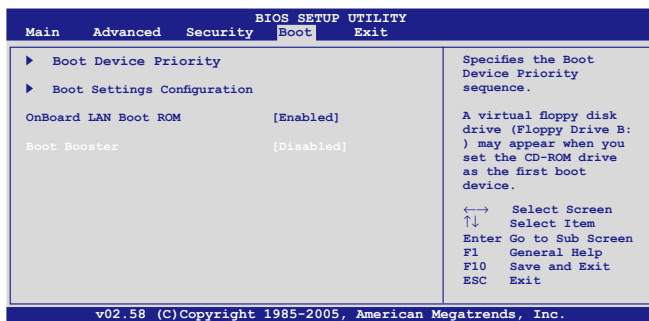 BIOS SETUP UTILITY
Main Advanced Security Boot Exit
Boot Device Priority
Boot Settings Configuration
OnBoard LAN Boot ROM [Enabled]
Boot Booster [Disabled]
Specifies the Boot
Device Priority
sequence.
A virtual floppy disk
drive (Floppy Drive B:
) may appear when you
set the CD-ROM drive
as the first boot
device.
←→ Select Screen
↑↓ Select Item
Enter Go to Sub Screen
F1 General Help
F10 Save and Exit
ESC Exit
v02.58 (C)Copyright 1985-2005, American Megatrends, Inc.